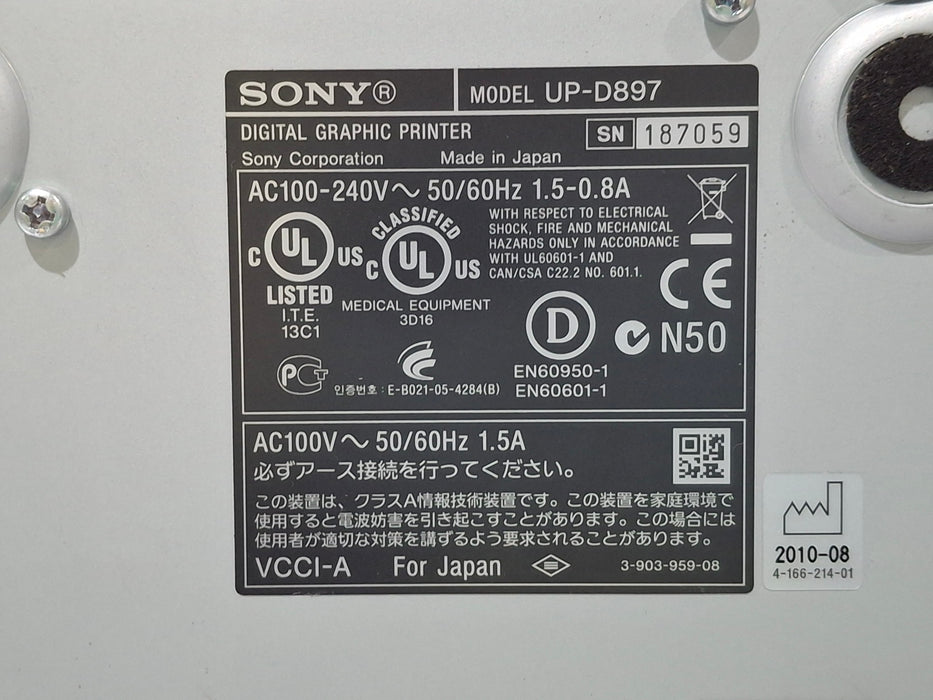 SONY®
MODEL UP-D897
DIGITAL GRAPHIC PRINTER
SN 187059
Sony Corporation Made in Japan
AC100-240V～ 50/60Hz 1.5-0.8A
C UL US
LISTED
I.T.E.
13C1
CLASSIFIED
C UL US
MEDICAL EQUIPMENT
3D16
WITH RESPECT TO ELECTRICAL
SHOCK, FIRE AND MECHANICAL
HAZARDS ONLY IN ACCORDANCE
WITH UL60601-1 AND
CAN/CSA C22.2 NO. 601.1.
CE
D
N50
EN60950-1
EN60601-1
PCT
인증번호 : E-B021-05-4284(B)
AC100V～ 50/60Hz 1.5A
必ずアース接続を行ってください。
この装置は、クラスA情報技術装置です。この装置を家庭環境で
使用すると電波妨害を引き起こすことがあります。この場合には
使用者が適切な対策を講ずるよう要求されることがあります。
VCCI-A For Japan 3-903-959-08
2010-08
4-166-214-01